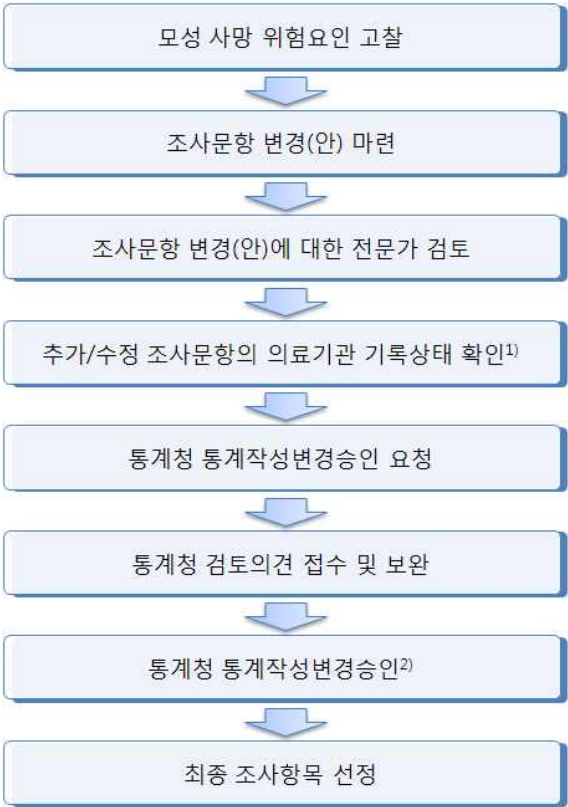 모성 사망 위험요인 고찰
조사문항 변경(안) 마련
조사문항 변경(안)에 대한 전문가 검토
추가/수정 조사문항의 의료기관 기록상태 확인1)
통계청 통계작성변경승인 요청
통계청 검토의견 접수 및 보완
통계청 통계작성변경승인2)
최종 조사항목 선정